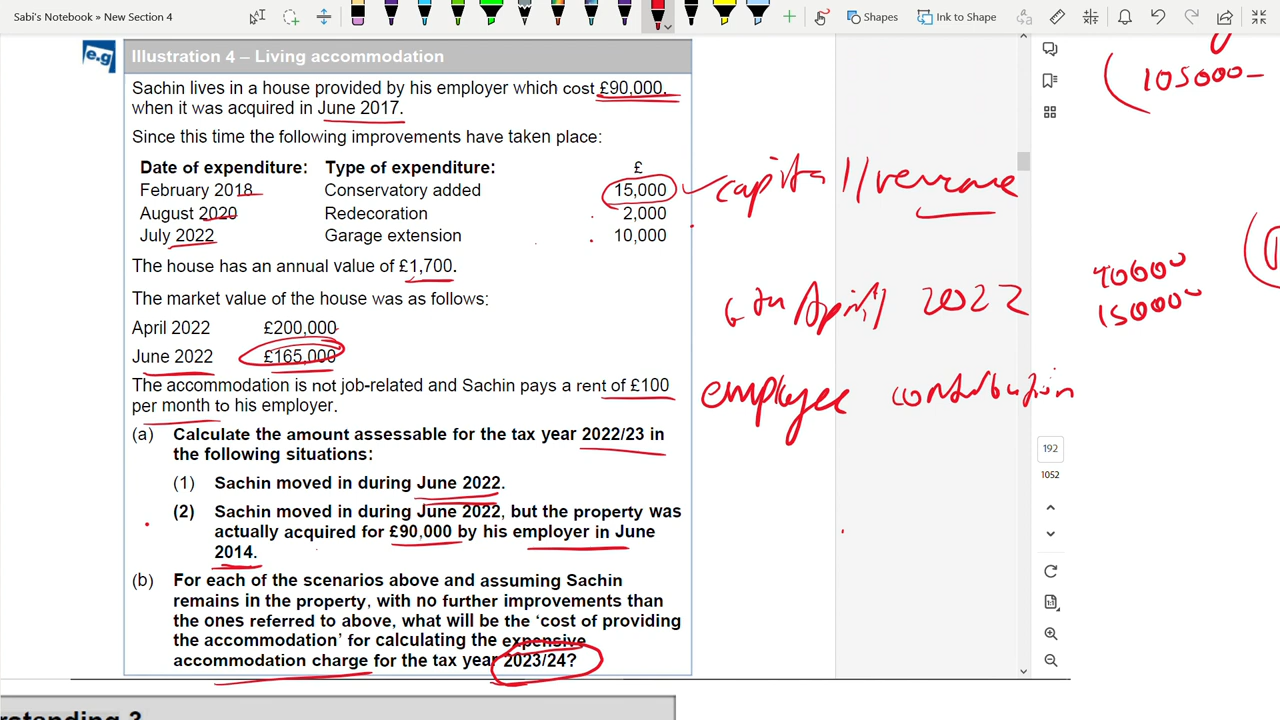 Sabi's Notebook » New Section 4
Shapes
Ink to Shape
e.g
Illustration 4 – Living accommodation
Sachin lives in a house provided by his employer which cost £90,000.
when it was acquired in June 2017.
Since this time the following improvements have taken place:
Date of expenditure: Type of expenditure: £
February 2018 Conservatory added 15,000
August 2020 Redecoration 2,000
July 2022 Garage extension 10,000
The house has an annual value of £1,700.
The market value of the house was as follows:
April 2022 £200,000
June 2022 £165,000
The accommodation is not job-related and Sachin pays a rent of £100
per month to his employer.
(a) Calculate the amount assessable for the tax year 2022/23 in
the following situations:
(1) Sachin moved in during June 2022.
(2) Sachin moved in during June 2022, but the property was
actually acquired for £90,000 by his employer in June
2014.
(b) For each of the scenarios above and assuming Sachin
remains in the property, with no further improvements than
the ones referred to above, what will be the 'cost of providing
the accommodation' for calculating the expensive
accommodation charge for the tax year 2023/24?
capital/revenue
6th April 2022
employee contribution
105000
15000
192
1052